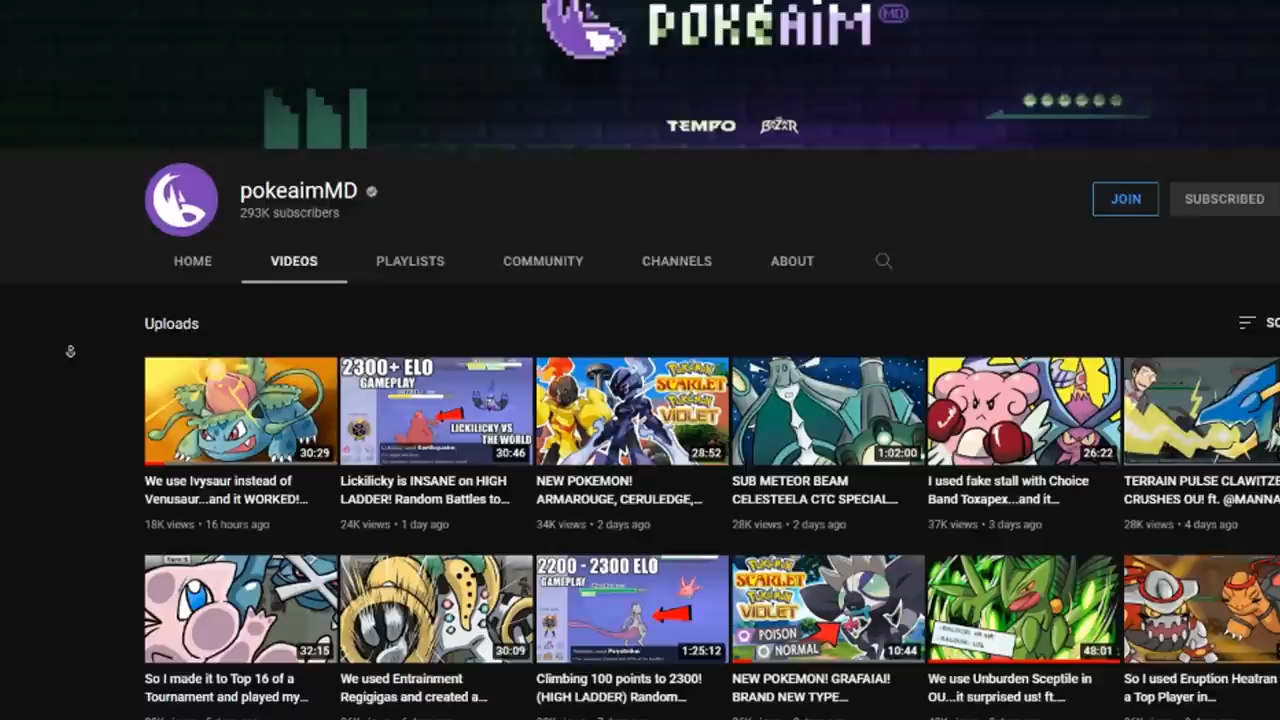 POKéAIM MD
TEMPO BAZAAR
pokeaimMD
293K subscribers
JOIN
SUBSCRIBED
HOME
VIDEOS
PLAYLISTS
COMMUNITY
CHANNELS
ABOUT
Uploads
2300+ ELO
GAMEPLAY
LICKILICKY VS
THE WORLD
POKéMON
SCARLET
POKéMON
VIOLET
30:29
30:46
28:52
1:02:00
26:22
We use Ivysaur instead of
Venusaur...and it WORKED!...
18K views • 16 hours ago
Lickilicky is INSANE on HIGH
LADDER! Random Battles to...
24K views • 1 day ago
NEW POKEMON!
ARMAROUGE, CERULEDGE,...
34K views • 2 days ago
SUB METEOR BEAM
CELESTEELA CTC SPECIAL...
28K views • 2 days ago
I used fake stall with Choice
Band Toxapex...and it...
37K views • 3 days ago
TERRAIN PULSE CLAWITZE
CRUSHES OU! ft. @MANNA
28K views • 4 days ago
2200 - 2300 ELO
GAMEPLAY
POKéMON
SCARLET
POKéMON
VIOLET
POISON
NORMAL
32:15
30:09
1:25:12
10:44
48:01
So I made it to Top 16 of a
Tournament and played my...
We used Entrainment
Regigigas and created a...
Climbing 100 points to 2300!
(HIGH LADDER) Random...
NEW POKEMON! GRAFAIAI!
BRAND NEW TYPE...
We use Unburden Sceptile in
OU...it surprised us! ft....
So I used Eruption Heatran
a Top Player in...